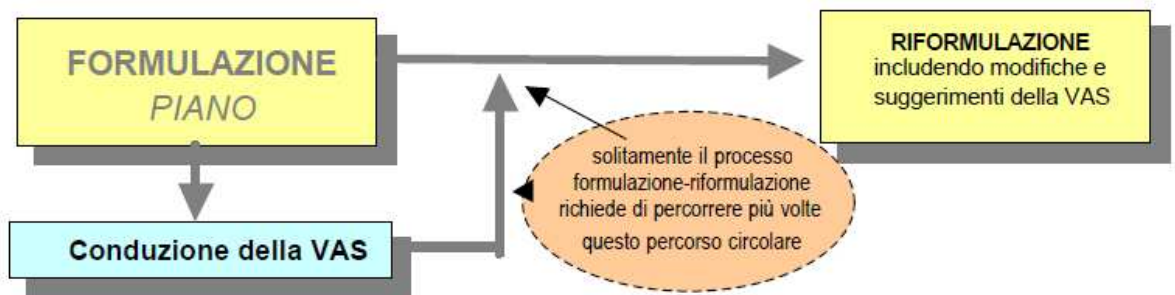 FORMULAZIONE
PIANO
RIFORMULAZIONE
includendo modifiche e
suggerimenti della VAS
solitamente il processo
formulazione-riformulazione
richiede di percorrere più volte
questo percorso circolare
Conduzione della VAS